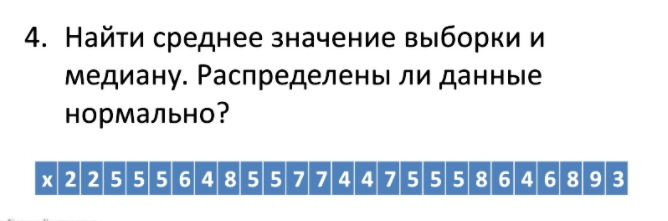 4. Найти среднее значение выборки и
медиану. Распределены ли данные
нормально?
x 2 2 5 5 5 6 4 8 5 5 7 7 4 4 7 5 5 5 8 6 4 6 8 9 3